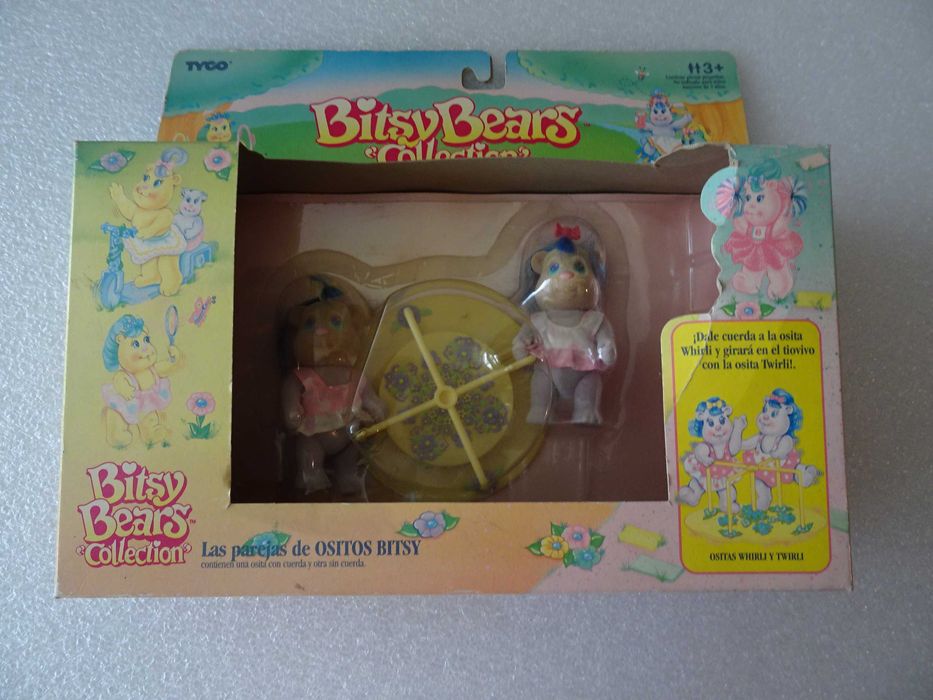 TYCO
3+
Bitsy Bears
Collection
¡Dale cuerda a la osita
Whirli y girará en el tiovivo
con la osita Twirli!.
Bitsy
Bears™
Collection
Las parejas de OSITOS BITSY
contienen una osita con cuerda y otra sin cuerda.
OSITAS WHIRLI Y TWIRLI